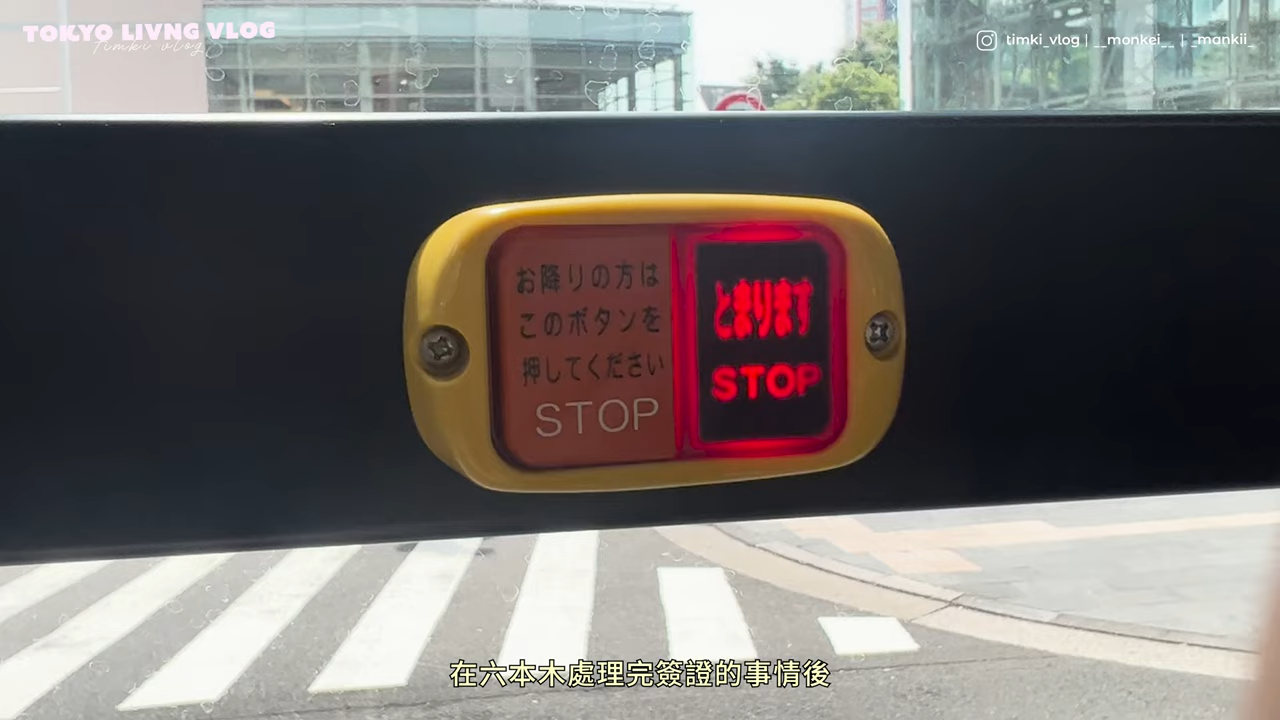 TOKYO LIVNG VLOG
Timki vlog
timki_vlog | __monkei__ | _mankii_
お降りの方は
このボタンを
押してください
STOP
とまります
STOP
在六本木處理完簽證的事情後